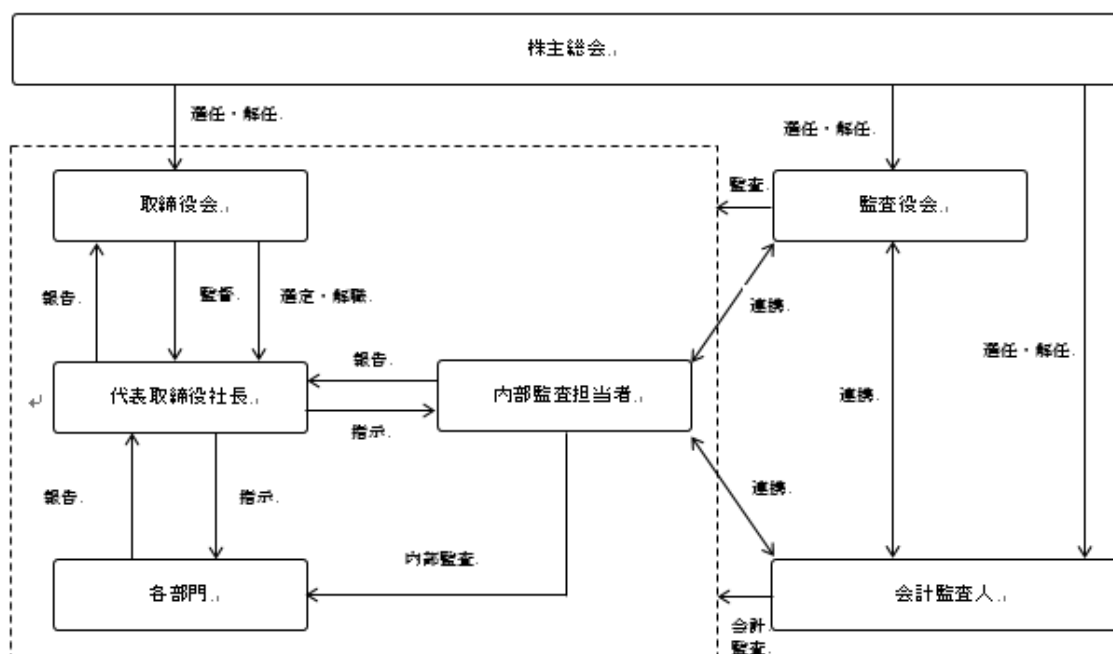 株主総会
選任・解任
選任・解任
監査
取締役会
監査役会
報告
監督
選定・解職
連携
選任・解任
報告
代表取締役社長
内部監査担当者
連携
指示
報告
指示
連携
内部監査
各部門
会計監査人
会計
監査